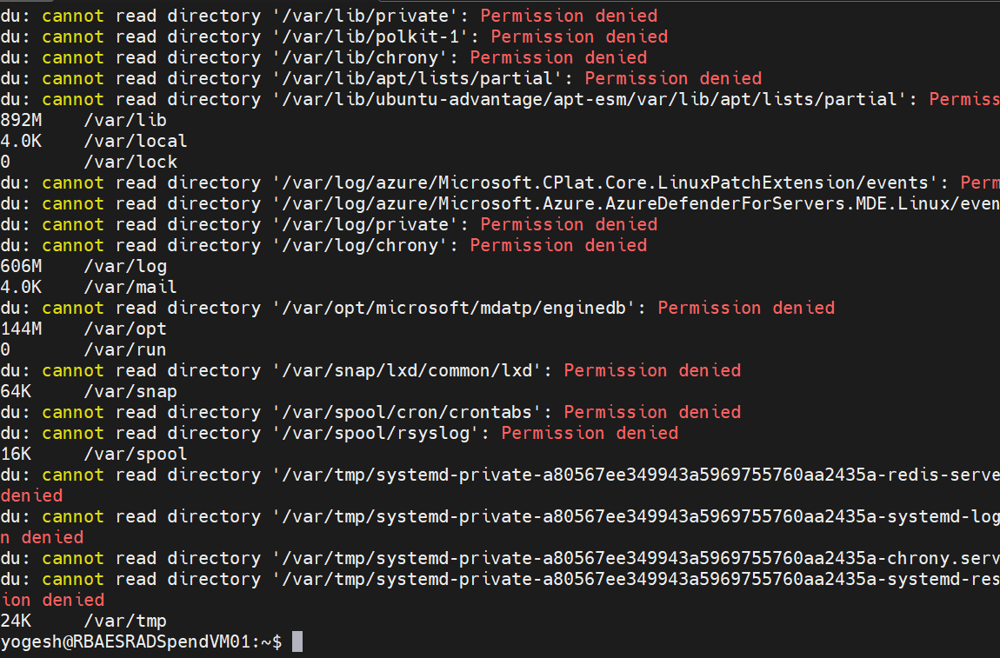 du: cannot read directory '/var/lib/private': Permission denied
du: cannot read directory '/var/lib/polkit-1': Permission denied
du: cannot read directory '/var/lib/chrony': Permission denied
du: cannot read directory '/var/lib/apt/lists/partial': Permission denied
du: cannot read directory '/var/lib/ubuntu-advantage/apt-esm/var/lib/apt/lists/partial': Permiss
892M    /var/lib
4.0K    /var/local
0       /var/lock
du: cannot read directory '/var/log/azure/Microsoft.CPlat.Core.LinuxPatchExtension/events': Perm
du: cannot read directory '/var/log/azure/Microsoft.Azure.AzureDefenderForServers.MDE.Linux/even
du: cannot read directory '/var/log/private': Permission denied
du: cannot read directory '/var/log/chrony': Permission denied
606M    /var/log
4.0K    /var/mail
du: cannot read directory '/var/opt/microsoft/mdatp/enginedb': Permission denied
144M    /var/opt
0       /var/run
du: cannot read directory '/var/snap/lxd/common/lxd': Permission denied
64K     /var/snap
du: cannot read directory '/var/spool/cron/crontabs': Permission denied
du: cannot read directory '/var/spool/rsyslog': Permission denied
16K     /var/spool
du: cannot read directory '/var/tmp/systemd-private-a80567ee349943a5969755760aa2435a-redis-serve
denied
du: cannot read directory '/var/tmp/systemd-private-a80567ee349943a5969755760aa2435a-systemd-log
n denied
du: cannot read directory '/var/tmp/systemd-private-a80567ee349943a5969755760aa2435a-chrony.serv
du: cannot read directory '/var/tmp/systemd-private-a80567ee349943a5969755760aa2435a-systemd-res
ion denied
24K     /var/tmp
yogesh@RBAESRADSpendVM01:~$